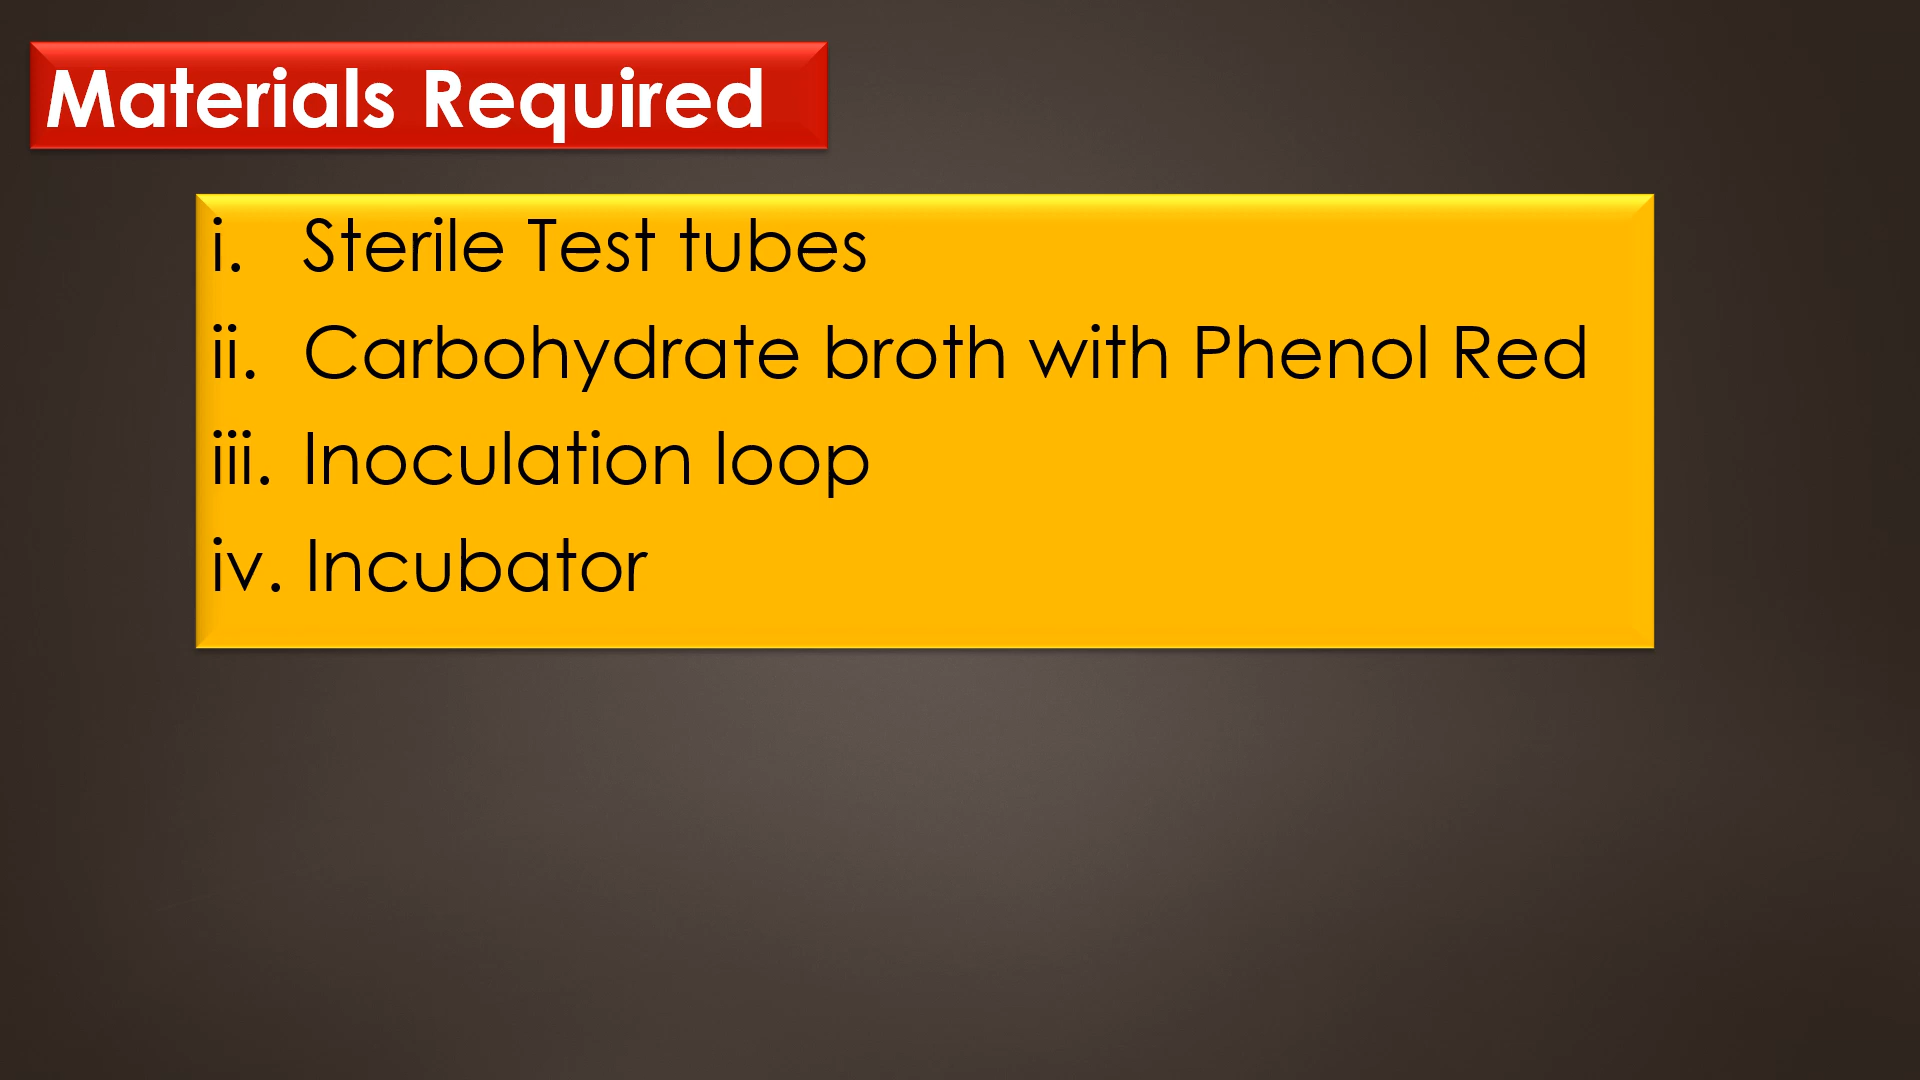 Materials Required
i. Sterile Test tubes
ii. Carbohydrate broth with Phenol Red
iii. Inoculation loop
iv. Incubator